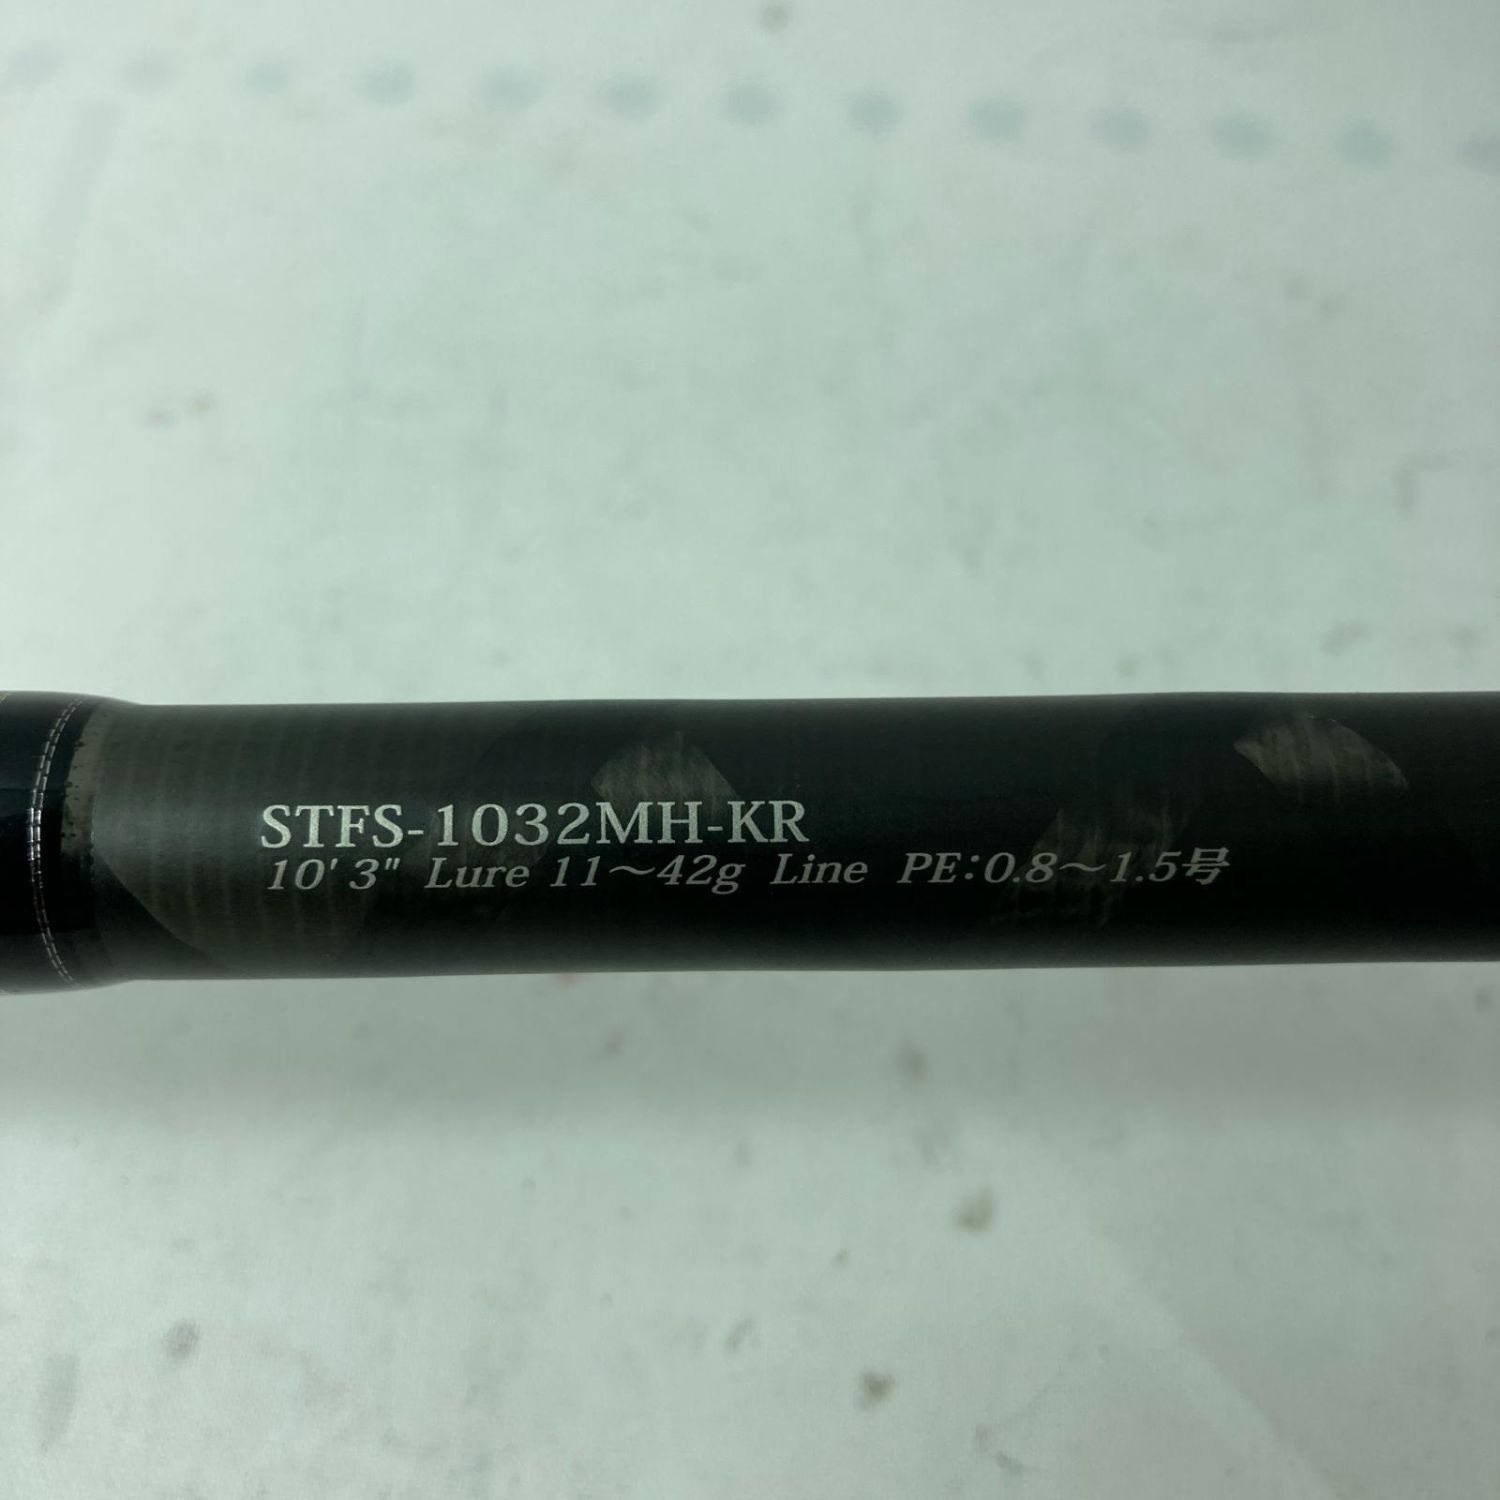 STFS-1032MH-KR
10' 3" Lure 11～42g Line PE:0.8～1.5号